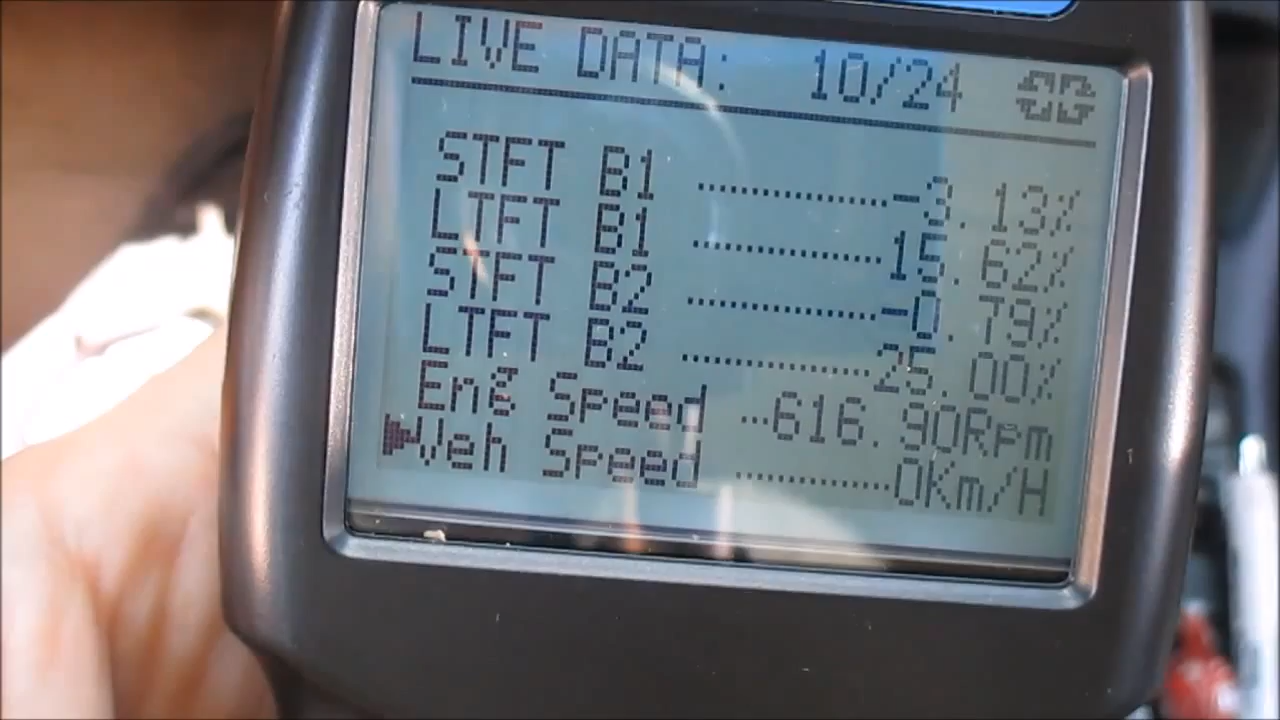 LIVE DATA: 10/24
STFT B1 ................-3.13%
LTFT B1 ................15.62%
STFT B2 ................-0.79%
LTFT B2 ................25.00%
Eng Speed ...616.90Rpm
Veh Speed .............0Km/H